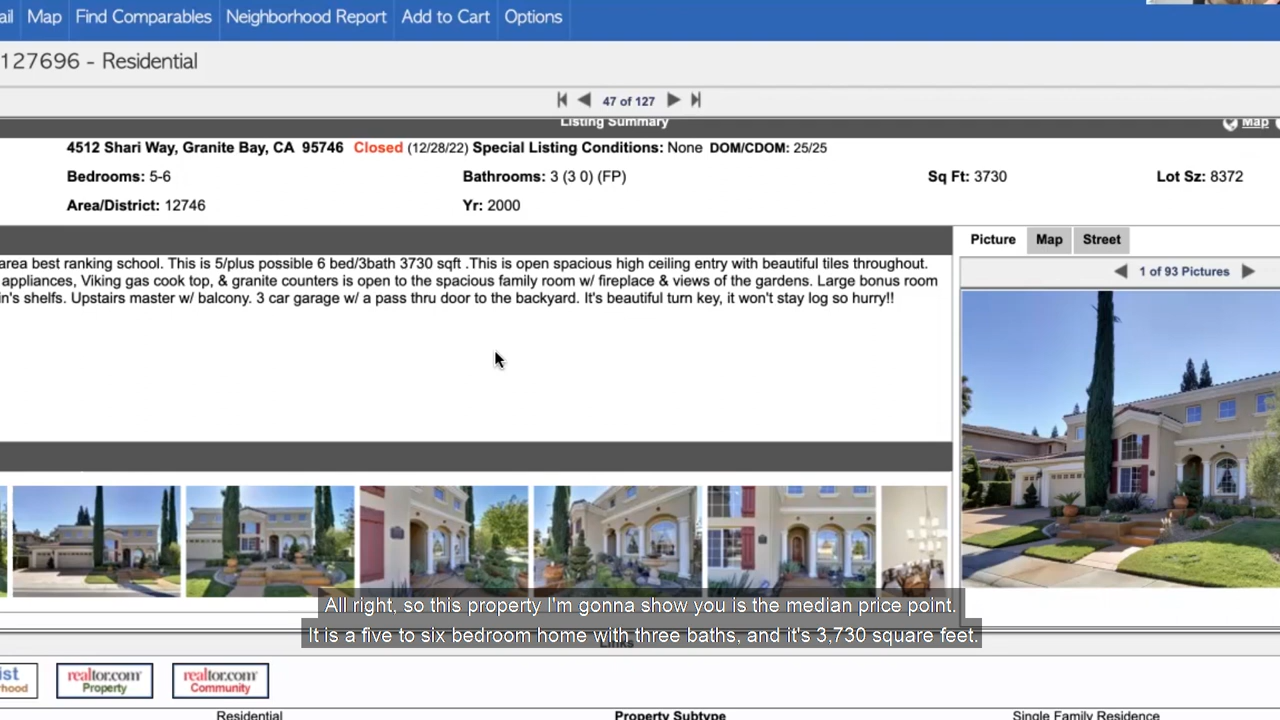 ail Map Find Comparables Neighborhood Report Add to Cart Options
127696 - Residential
47 of 127
Listing Summary
Map
4512 Shari Way, Granite Bay, CA 95746 Closed (12/28/22) Special Listing Conditions: None DOM/CDOM: 25/25
Bedrooms: 5-6 Bathrooms: 3 (3 0) (FP) Sq Ft: 3730 Lot Sz: 8372
Area/District: 12746 Yr: 2000
Picture Map Street
area best ranking school. This is 5/plus possible 6 bed/3bath 3730 sqft .This is open spacious high ceiling entry with beautiful tiles throughout.
appliances, Viking gas cook top, & granite counters is open to the spacious family room w/ fireplace & views of the gardens. Large bonus room
in's shelfs. Upstairs master w/ balcony. 3 car garage w/ a pass thru door to the backyard. It's beautiful turn key, it won't stay log so hurry!!
1 of 93 Pictures
All right, so this property I'm gonna show you is the median price point.
It is a five to six bedroom home with three baths, and it's 3,730 square feet.
Links
ist
rhood
realtor.com
Property
realtor.com
Community
Residential Property Subtype Single Family Residence